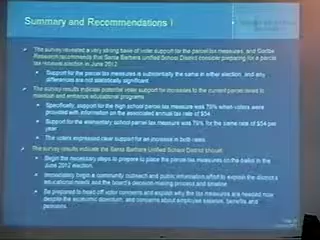 Summary and Recommendations I
The survey revealed a very strong base of voter support for the parcel tax measures, and
Research recommends that Santa Barbara Unified School District consider preparing for a parcel
tax renewal election in June 2012.
Support for the parcel tax measures is substantially the same in either election, and any
differences are not statistically significant.
The survey results indicate potential voter support for increases to the current parcel taxes to
maintain and enhance educational programs
Specifically, support for the high school parcel tax measure was 75% when voters were
provided with information on the associated annual tax rate of $54.
Support for the elementary school parcel tax was 79% for the same rate of $54 per
year.
The voters expressed clear support for an increase in both rates.
The survey results indicate the Santa Barbara Unified School District should:
Begin the necessary steps to prepare to place the parcel tax measures on the ballot in the
June 2012 election.
Immediately begin a community outreach and public information effort to explain the district's
educational needs and the board's decision-making process and timeline
Be prepared to head off voter concerns and explain why the tax measures are needed now
despite the economic downturn, and concerns about employee salaries, benefits and
pensions.